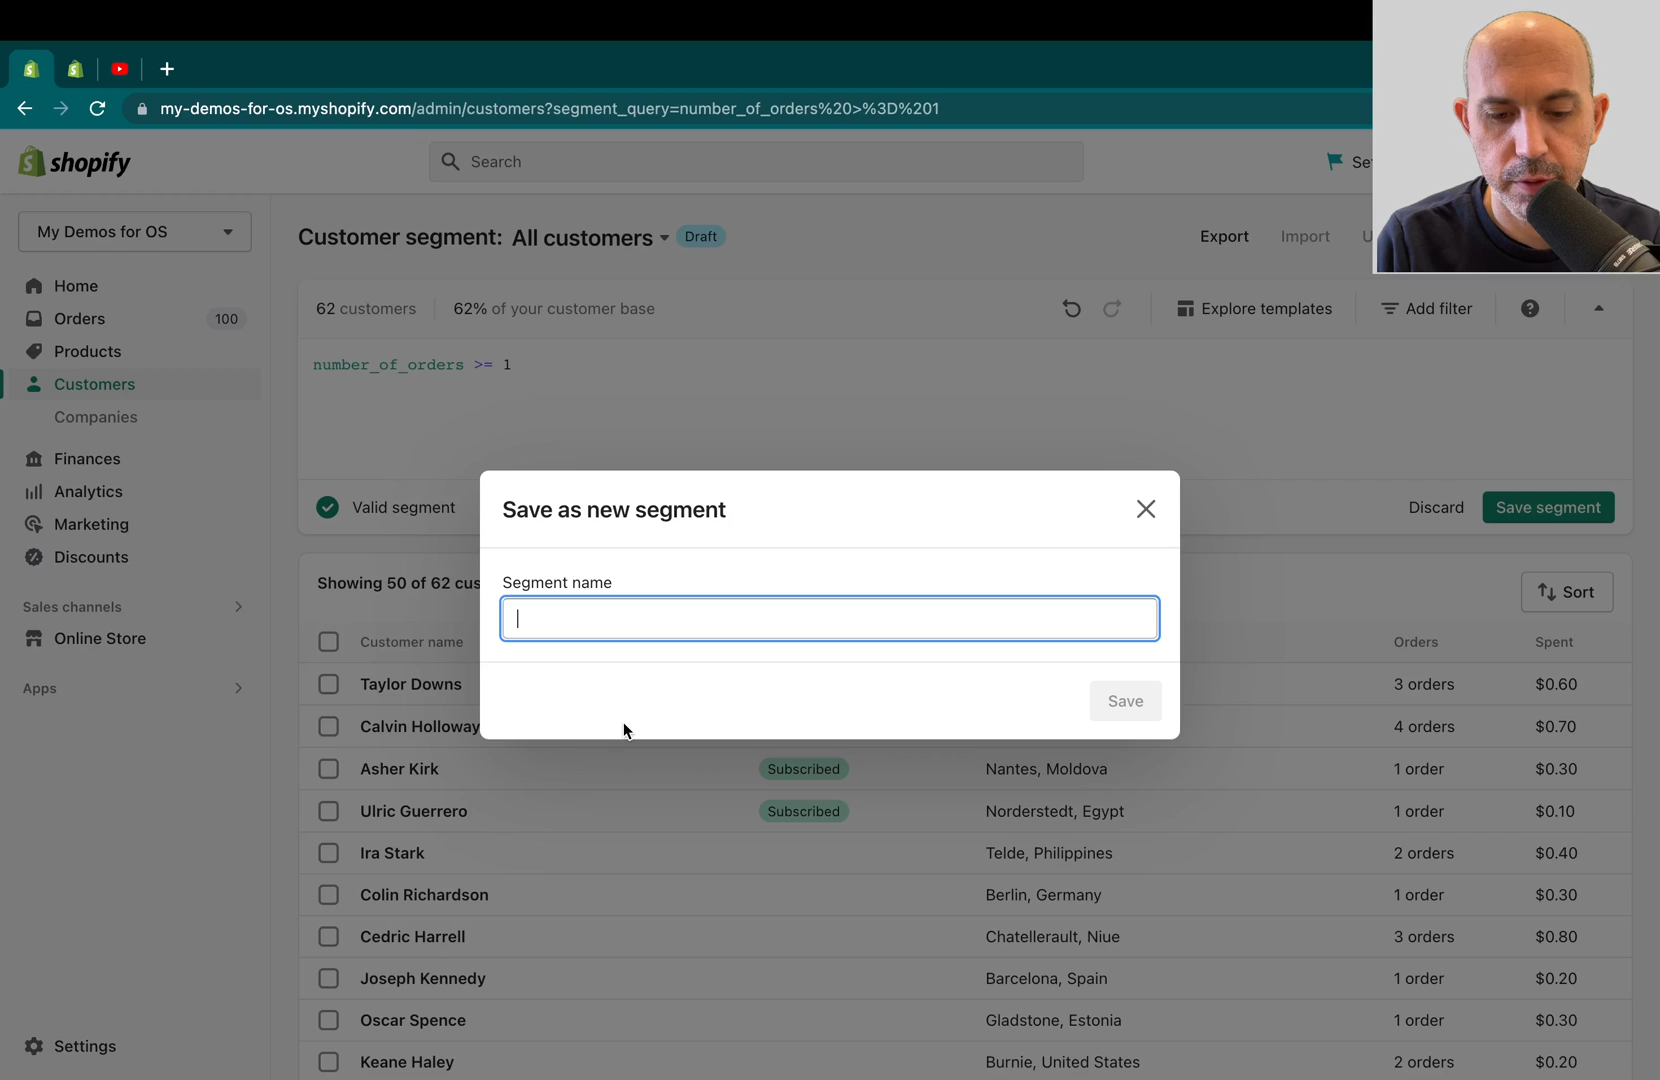 my-demos-for-os.myshopify.com/admin/customers?segment_query=number_of_orders%20>%3D%201
shopify
Search
Se
My Demos for OS
Customer segment: All customers
Draft
Export
Import
U
Home
Orders
100
Products
Customers
Companies
Finances
Analytics
Marketing
Discounts
Sales channels
Online Store
Apps
Settings
62 customers
62% of your customer base
Explore templates
Add filter
number_of_orders >= 1
Valid segment
Discard
Save segment
Save as new segment
Segment name
Save
Showing 50 of 62 cus
Sort
Customer name
Orders
Spent
Taylor Downs
3 orders
$0.60
Calvin Holloway
4 orders
$0.70
Asher Kirk
Subscribed
Nantes, Moldova
1 order
$0.30
Ulric Guerrero
Subscribed
Norderstedt, Egypt
1 order
$0.10
Ira Stark
Telde, Philippines
2 orders
$0.40
Colin Richardson
Berlin, Germany
1 order
$0.30
Cedric Harrell
Chatellerault, Niue
3 orders
$0.80
Joseph Kennedy
Barcelona, Spain
1 order
$0.20
Oscar Spence
Gladstone, Estonia
1 order
$0.30
Keane Haley
Burnie, United States
2 orders
$0.20